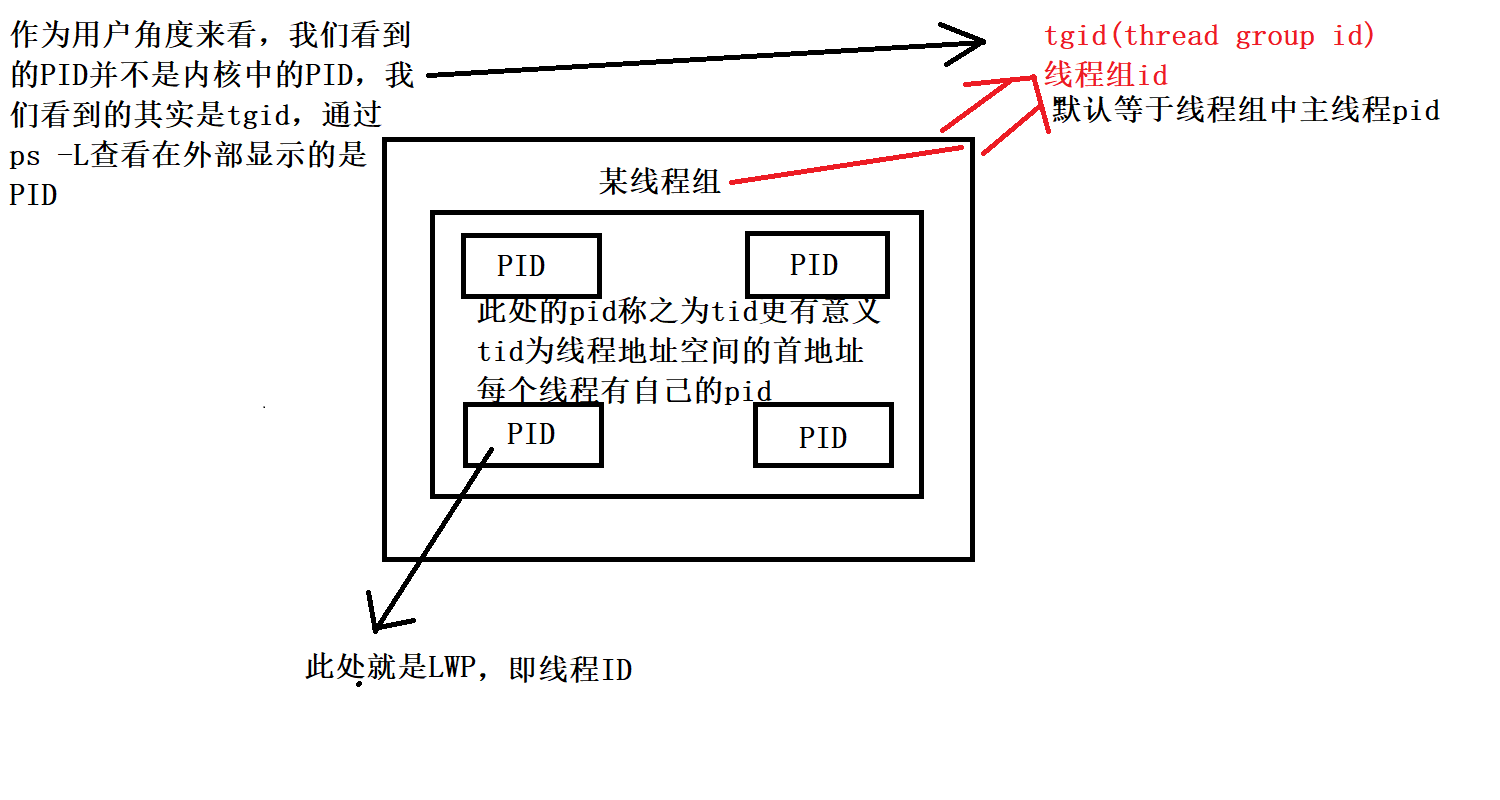 作为用户角度来看，我们看到
的PID并不是内核中的PID，我
们看到的其实是tgid，通过
ps -L查看在外部显示的是
PID
tgid(thread group id)
线程组id
默认等于线程组中主线程pid
某线程组
PID
PID
此处的pid称之为tid更有意义
tid为线程地址空间的首地址
每个线程有自己的pid
PID
PID
此处就是LWP，即线程ID